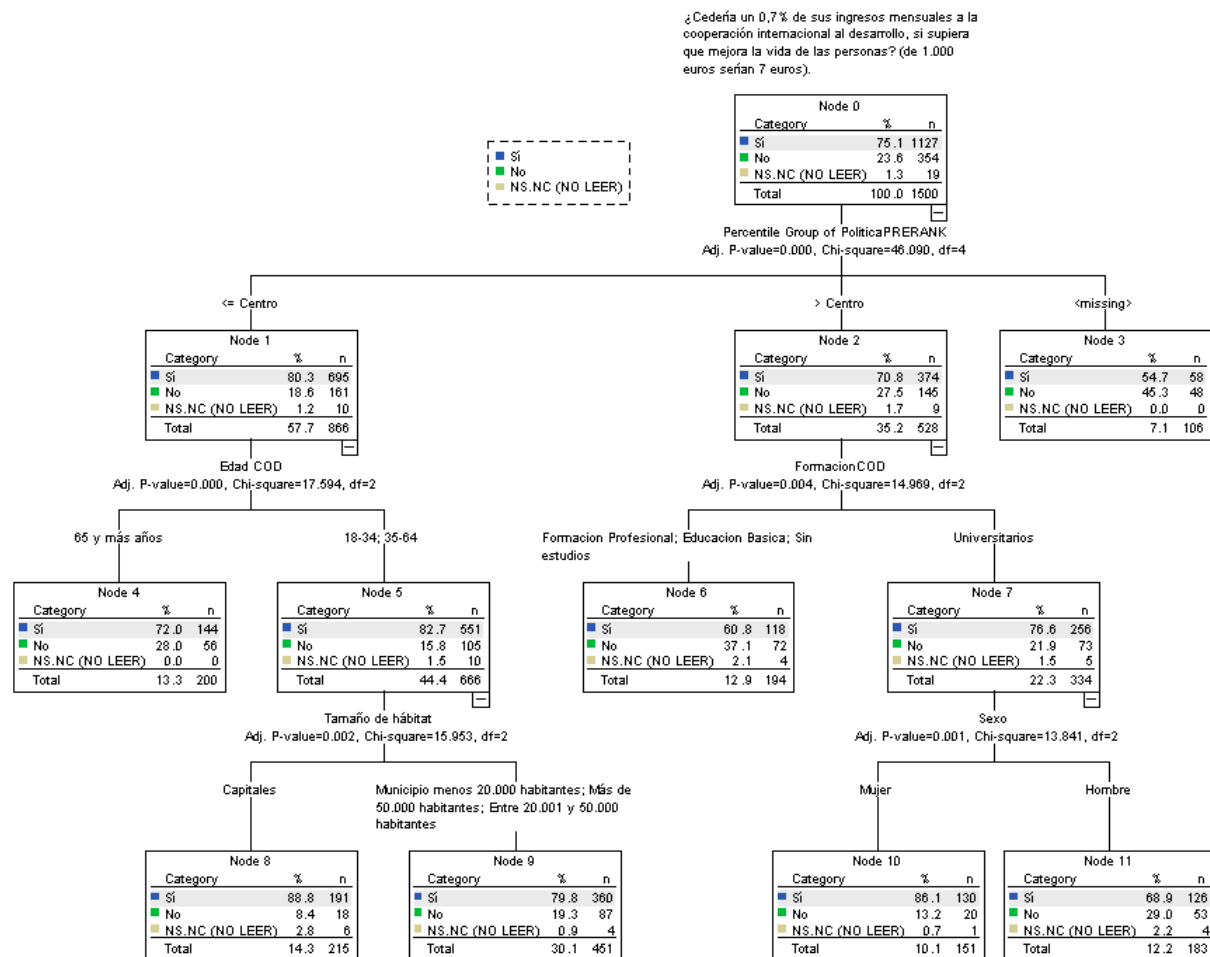 ¿Cedería un 0,7% de sus ingresos mensuales a la
cooperación internacional al desarrollo, si supiera
que mejora la vida de las personas? (de 1.000
euros serían 7 euros).
Sí
No
NS.NC (NO LEER)
Node 0
Category % n
Sí 75.1 1127
No 23.6 354
NS.NC (NO LEER) 1.3 19
Total 100.0 1500
Percentile Group of PoliticaPRERANK
Adj. P-value=0.000, Chi-square=46.090, df=4
<= Centro
> Centro
<missing>
Node 1
Category % n
Sí 80.3 695
No 18.6 161
NS.NC (NO LEER) 1.2 10
Total 57.7 866
Node 2
Category % n
Sí 70.8 374
No 27.5 145
NS.NC (NO LEER) 1.7 9
Total 35.2 528
Node 3
Category % n
Sí 54.7 58
No 45.3 48
NS.NC (NO LEER) 0.0 0
Total 7.1 106
Edad COD
Adj. P-value=0.000, Chi-square=17.594, df=2
FormacionCOD
Adj. P-value=0.004, Chi-square=14.969, df=2
65 y más años
18-34; 35-64
Formacion Profesional; Educacion Basica; Sin
estudios
Universitarios
Node 4
Category % n
Sí 72.0 144
No 28.0 56
NS.NC (NO LEER) 0.0 0
Total 13.3 200
Node 5
Category % n
Sí 82.7 551
No 15.8 105
NS.NC (NO LEER) 1.5 10
Total 44.4 666
Node 6
Category % n
Sí 60.8 118
No 37.1 72
NS.NC (NO LEER) 2.1 4
Total 12.9 194
Node 7
Category % n
Sí 76.6 256
No 21.9 73
NS.NC (NO LEER) 1.5 5
Total 22.3 334
Tamaño de hábitat
Adj. P-value=0.002, Chi-square=15.953, df=2
Sexo
Adj. P-value=0.001, Chi-square=13.841, df=2
Capitales
Municipio menos 20.000 habitantes; Más de
50.000 habitantes; Entre 20.001 y 50.000
habitantes
Mujer
Hombre
Node 8
Category % n
Sí 88.8 191
No 8.4 18
NS.NC (NO LEER) 2.8 6
Total 14.3 215
Node 9
Category % n
Sí 79.8 360
No 19.3 87
NS.NC (NO LEER) 0.9 4
Total 30.1 451
Node 10
Category % n
Sí 86.1 130
No 13.2 20
NS.NC (NO LEER) 0.7 1
Total 10.1 151
Node 11
Category % n
Sí 68.9 126
No 29.0 53
NS.NC (NO LEER) 2.2 4
Total 12.2 183